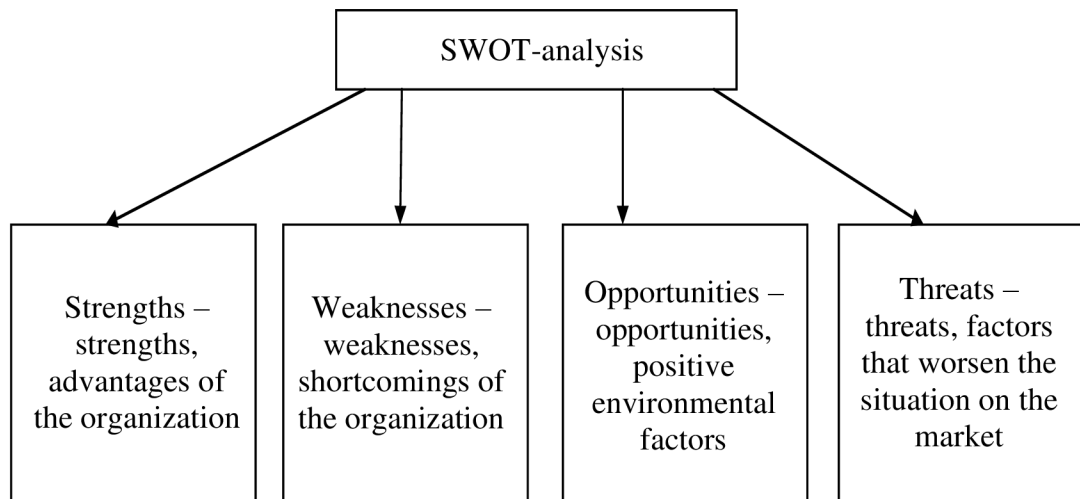 SWOT-analysis
Strengths –
strengths,
advantages of
the organization
Weaknesses –
weaknesses,
shortcomings of
the organization
Opportunities –
opportunities,
positive
environmental
factors
Threats –
threats, factors
that worsen the
situation on the
market